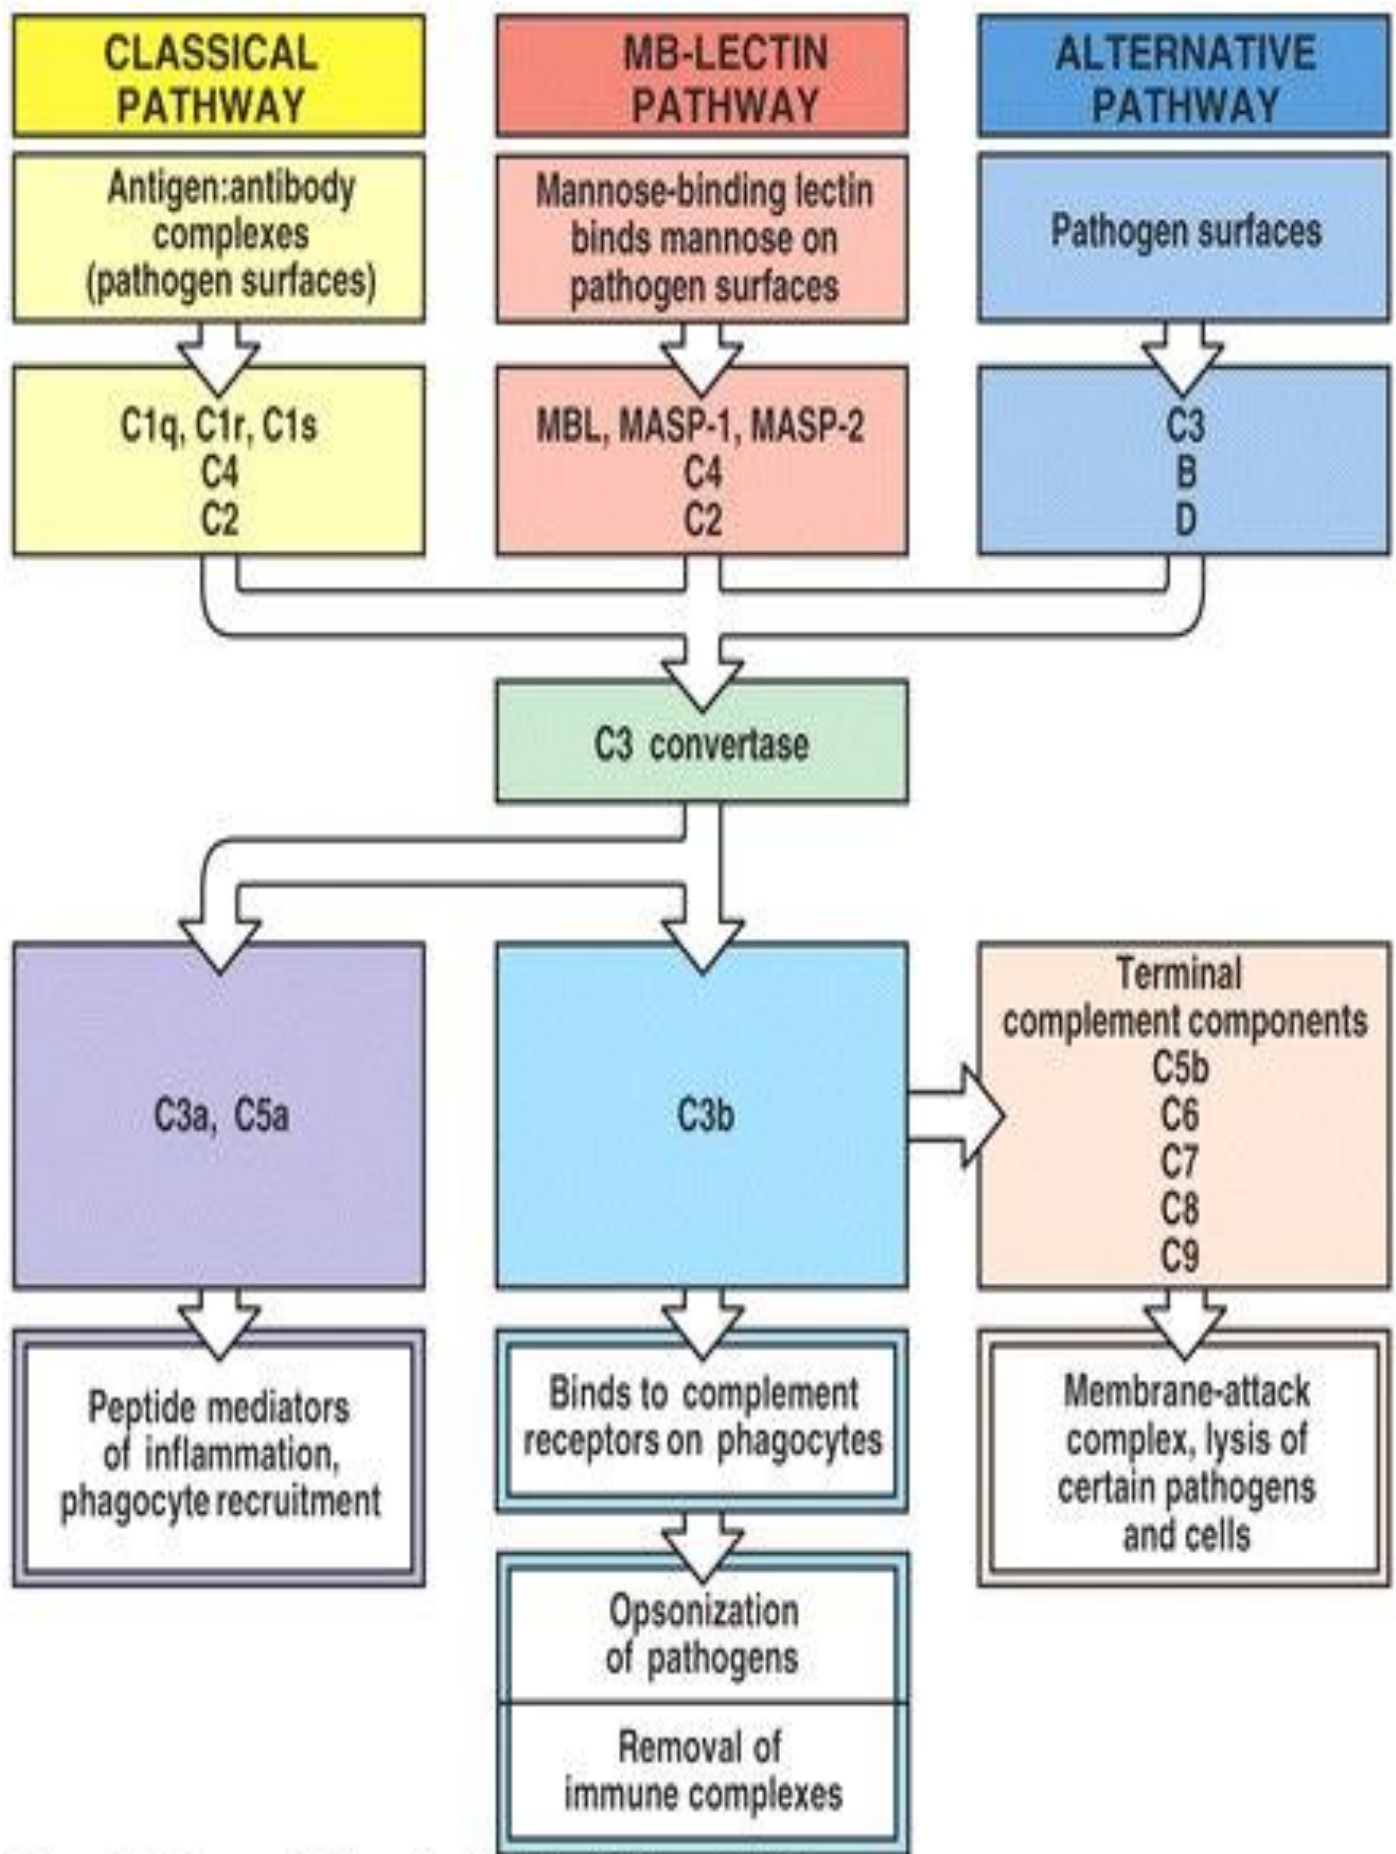 CLASSICAL
PATHWAY
MB-LECTIN
PATHWAY
ALTERNATIVE
PATHWAY
Antigen:antibody
complexes
(pathogen surfaces)
Mannose-binding lectin
binds mannose on
pathogen surfaces
Pathogen surfaces
C1q, C1r, C1s
C4
C2
MBL, MASP-1, MASP-2
C4
C2
C3
B
D
C3 convertase
C3a, C5a
C3b
Terminal
complement components
C5b
C6
C7
C8
C9
Peptide mediators
of inflammation,
phagocyte recruitment
Binds to complement
receptors on phagocytes
Membrane-attack
complex, lysis of
certain pathogens
and cells
Opsonization
of pathogens
Removal of
immune complexes